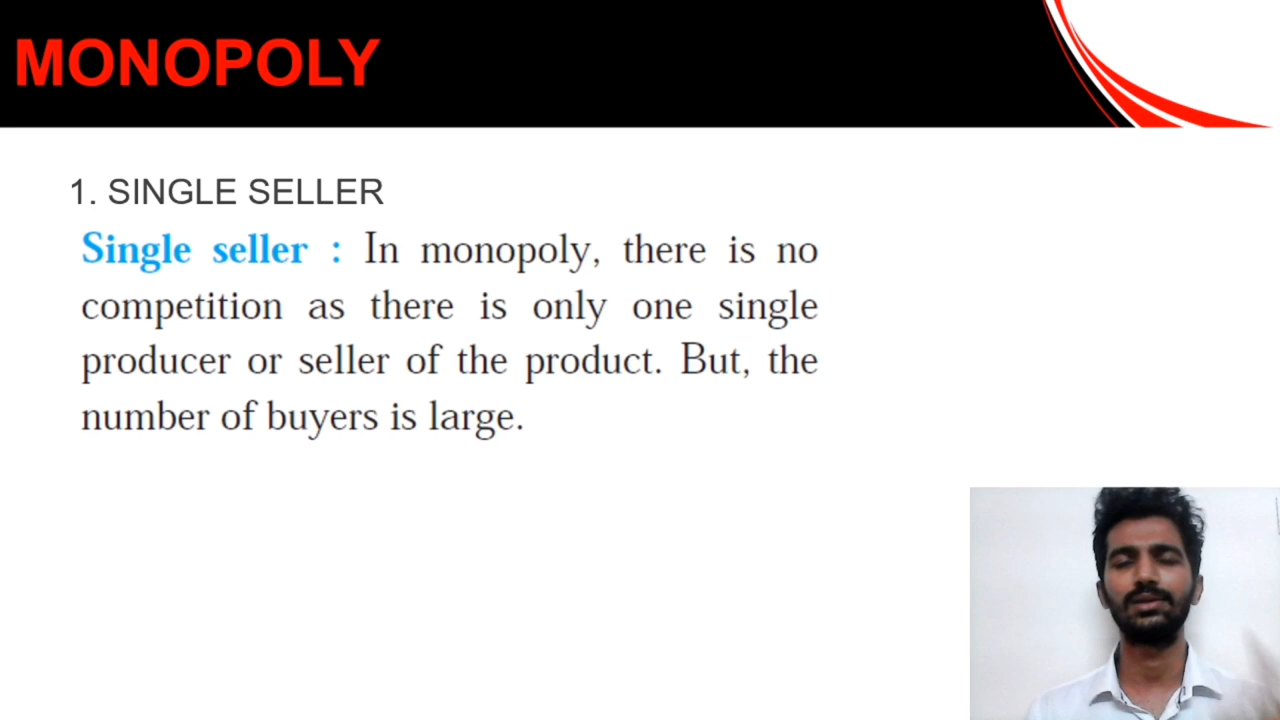 MONOPOLY
1. SINGLE SELLER
Single seller : In monopoly, there is no
competition as there is only one single
producer or seller of the product. But, the
number of buyers is large.